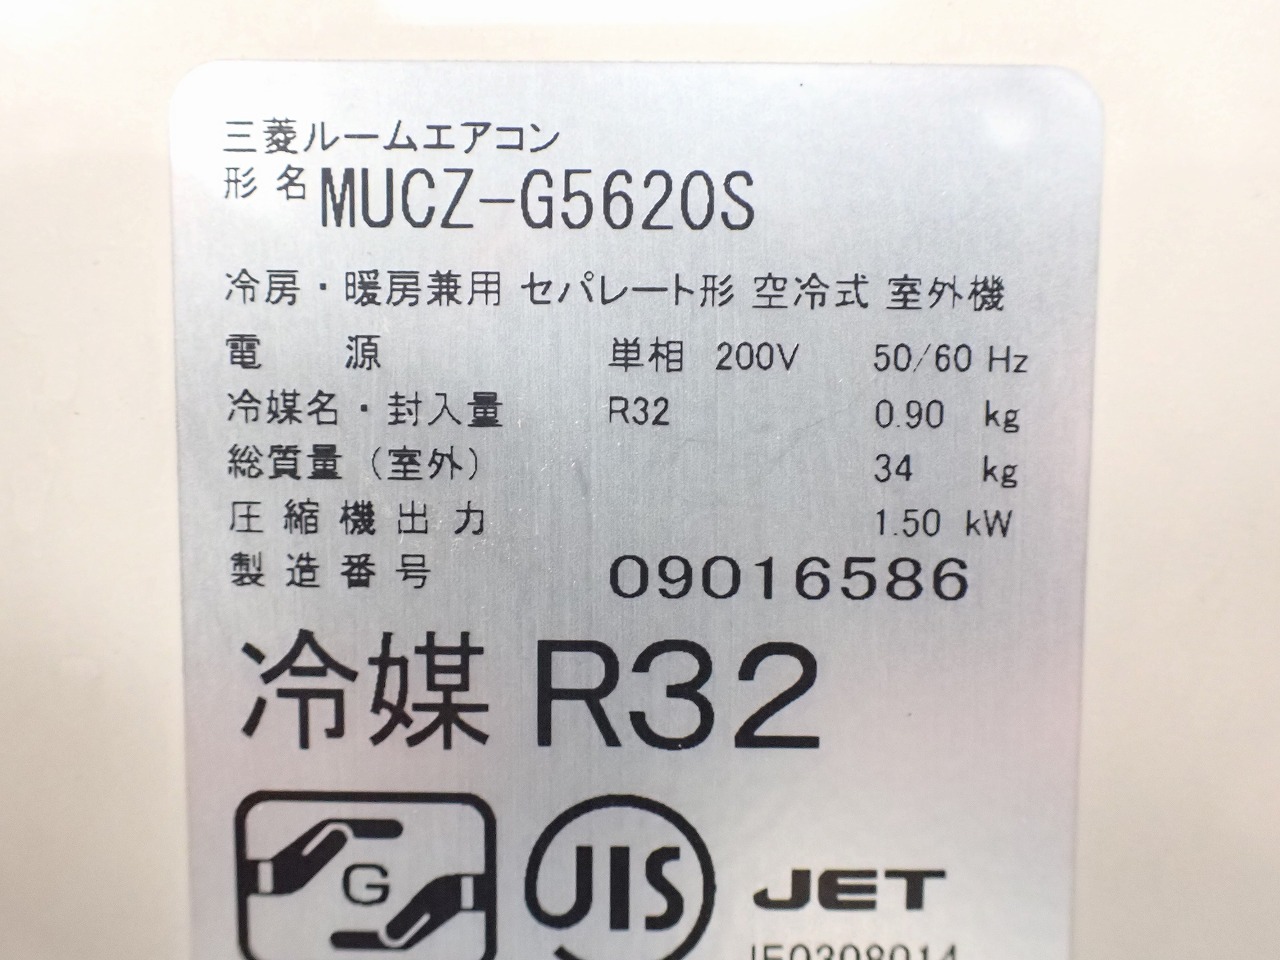 三菱ルームエアコン
形名 MUCZ-G5620S
冷房・暖房兼用 セパレート形 空冷式 室外機
電源 単相 200V 50/60 Hz
冷媒名・封入量 R32 0.90 kg
総質量(室外) 34 kg
圧縮機出力 1.50 kW
製造番号 09016586
冷媒 R32
G
JIS
JET